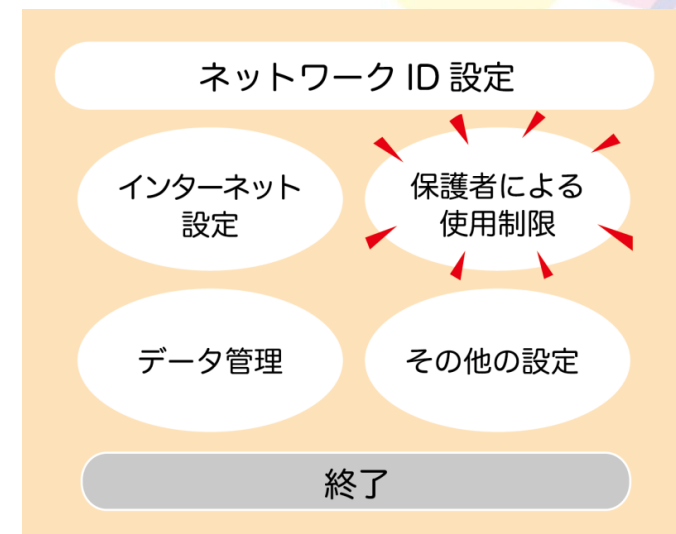 ネットワーク ID 設定
インターネット
設定
保護者による
使用制限
データ管理
その他の設定
終了